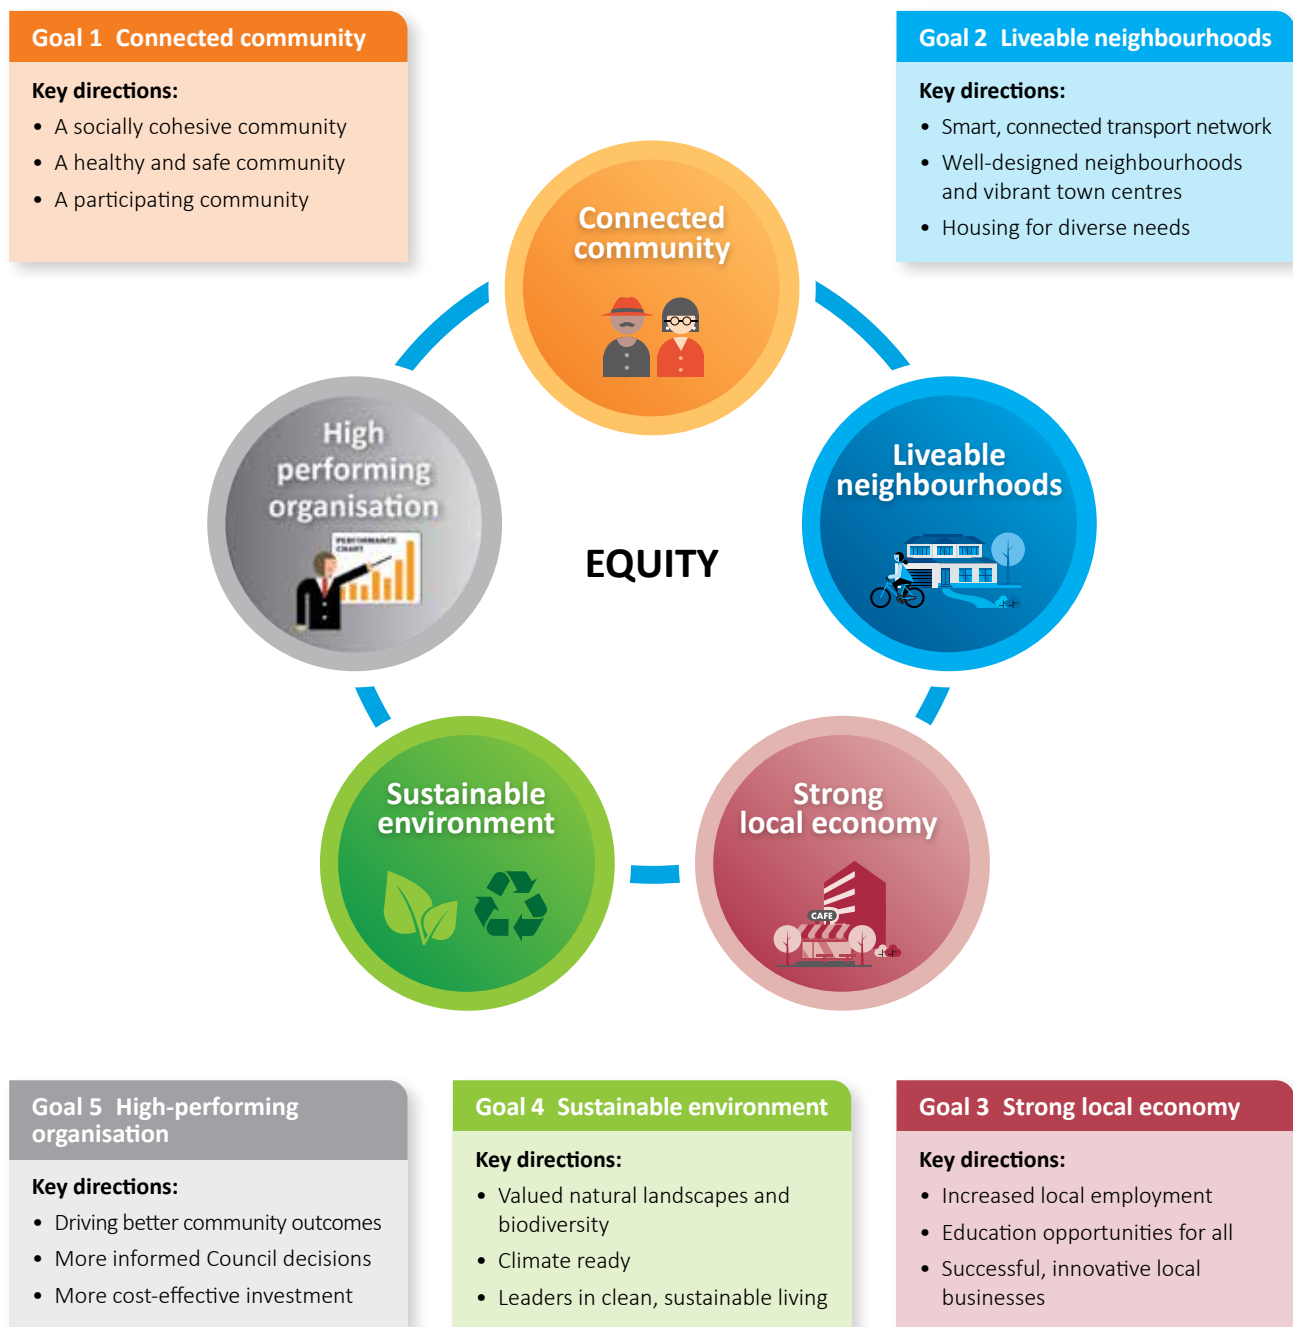 Goal 1 Connected community
Key directions:
• A socially cohesive community
• A healthy and safe community
• A participating community
Goal 2 Liveable neighbourhoods
Key directions:
• Smart, connected transport network
• Well-designed neighbourhoods
and vibrant town centres
• Housing for diverse needs
Connected
community
High
performing
organisation
PERFORMANCE
CHART
EQUITY
Liveable
neighbourhoods
Sustainable
environment
Strong
local economy
CAFE
Goal 5 High-performing
organisation
Key directions:
• Driving better community outcomes
• More informed Council decisions
• More cost-effective investment
Goal 4 Sustainable environment
Key directions:
• Valued natural landscapes and
biodiversity
• Climate ready
• Leaders in clean, sustainable living
Goal 3 Strong local economy
Key directions:
• Increased local employment
• Education opportunities for all
• Successful, innovative local
businesses